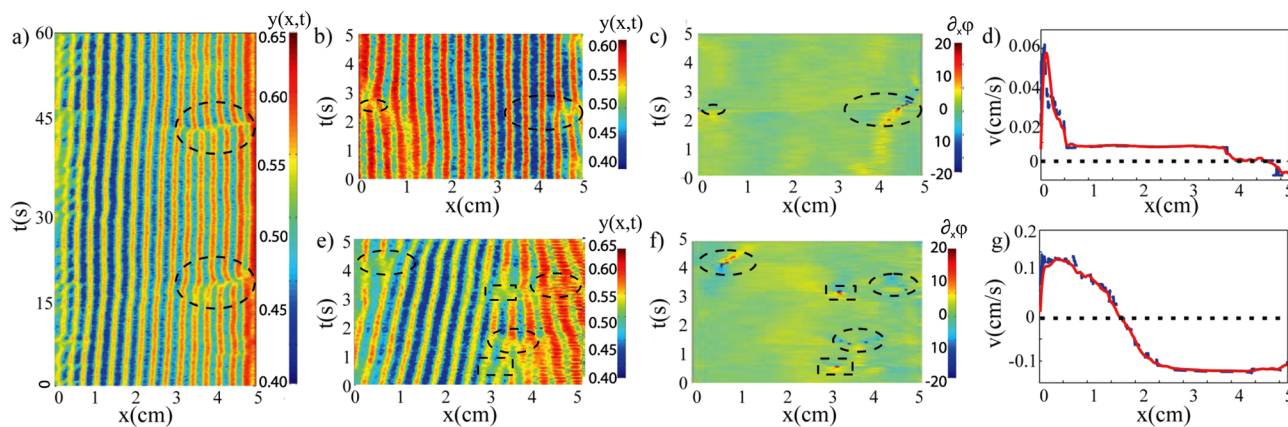 a)
y(x,t)
60
45
30
15
0
t(s)
0 1 2 3 4 5
x(cm)
0.65
0.60
0.55
0.50
0.45
0.40
b)
y(x,t)
5
4
3
2
1
0
t(s)
0 1 2 3 4 5
x(cm)
0.60
0.50
0.40
c)
∂ₓφ
5
4
3
2
1
0
t(s)
0 1 2 3 4 5
x(cm)
20
10
0
-10
-20
d)
0.06
0.02
0
v(cm/s)
0 1 2 3 4 5
x(cm)
e)
y(x,t)
5
4
3
2
1
0
t(s)
0 1 2 3 4 5
x(cm)
0.65
0.60
0.55
0.50
0.45
0.40
f)
∂ₓφ
5
4
3
2
1
0
t(s)
0 1 2 3 4 5
x(cm)
20
10
0
-10
-20
g)
0.2
0.1
0
-0.1
v(cm/s)
0 1 2 3 4 5
x(cm)